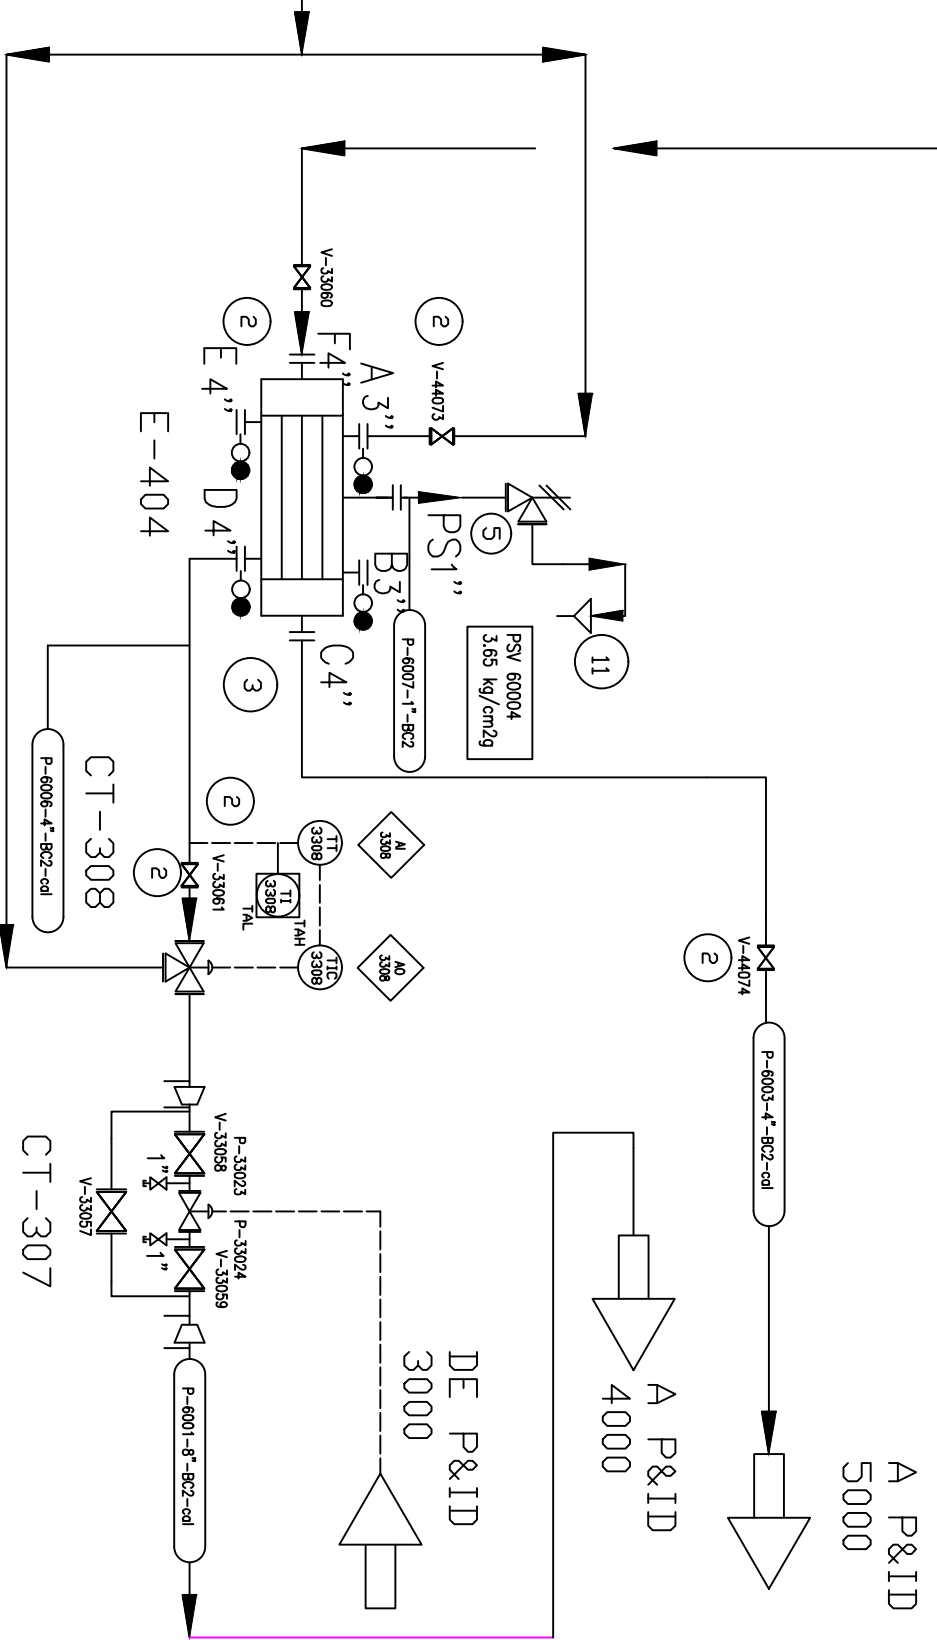 A P&ID
5000
P-6003-4"-BC2-cal
V-44074
2
A P&ID
4000
11
PSV 60004
3.65 kg/cm2g
5
PS1''
V-44073
2
P-6007-1"-BC2
A 3''
B3''
F4''
C4''
V-33060
2
3
E 4''
D 4''
E-404
DE P&ID
3000
AI
3308
AO
3308
TT
3308
TIC
3308
TAH
TI
3308
TAL
2
V-33061
2
P-33023
V-33058
1''
P-33024
V-33059
1''
P-6001-8"-BC2-cal
CT-308
V-33057
P-6006-4"-BC2-cal
CT-307